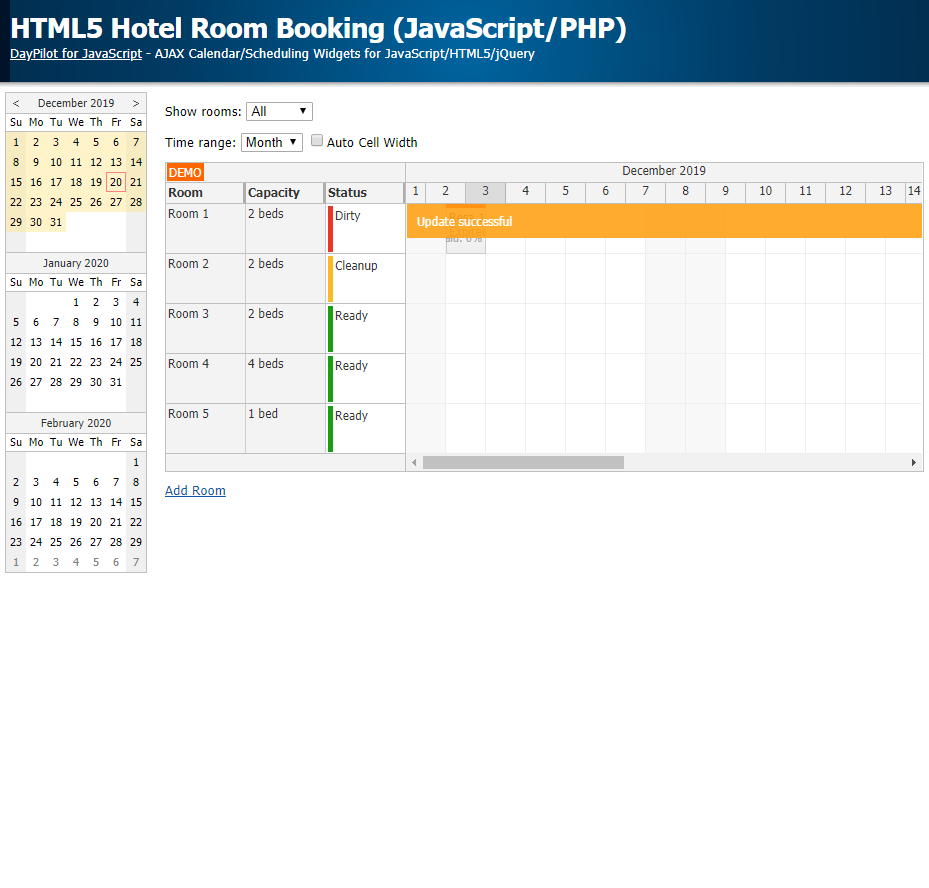 HTML5 Hotel Room Booking (JavaScript/PHP)
DayPilot for JavaScript - AJAX Calendar/Scheduling Widgets for JavaScript/HTML5/jQuery
< December 2019 >
Su Mo Tu We Th Fr Sa
1 2 3 4 5 6 7
8 9 10 11 12 13 14
15 16 17 18 19 20 21
22 23 24 25 26 27 28
29 30 31
January 2020
Su Mo Tu We Th Fr Sa
1 2 3 4
5 6 7 8 9 10 11
12 13 14 15 16 17 18
19 20 21 22 23 24 25
26 27 28 29 30 31
February 2020
Su Mo Tu We Th Fr Sa
1
2 3 4 5 6 7 8
9 10 11 12 13 14 15
16 17 18 19 20 21 22
23 24 25 26 27 28 29
1 2 3 4 5 6 7
Show rooms: All
Time range: Month Auto Cell Width
DEMO December 2019
Room Capacity Status 1 2 3 4 5 6 7 8 9 10 11 12 13 14
Room 1 2 beds Dirty
Update successful
Room 2 2 beds Cleanup
Room 3 2 beds Ready
Room 4 4 beds Ready
Room 5 1 bed Ready
Add Room